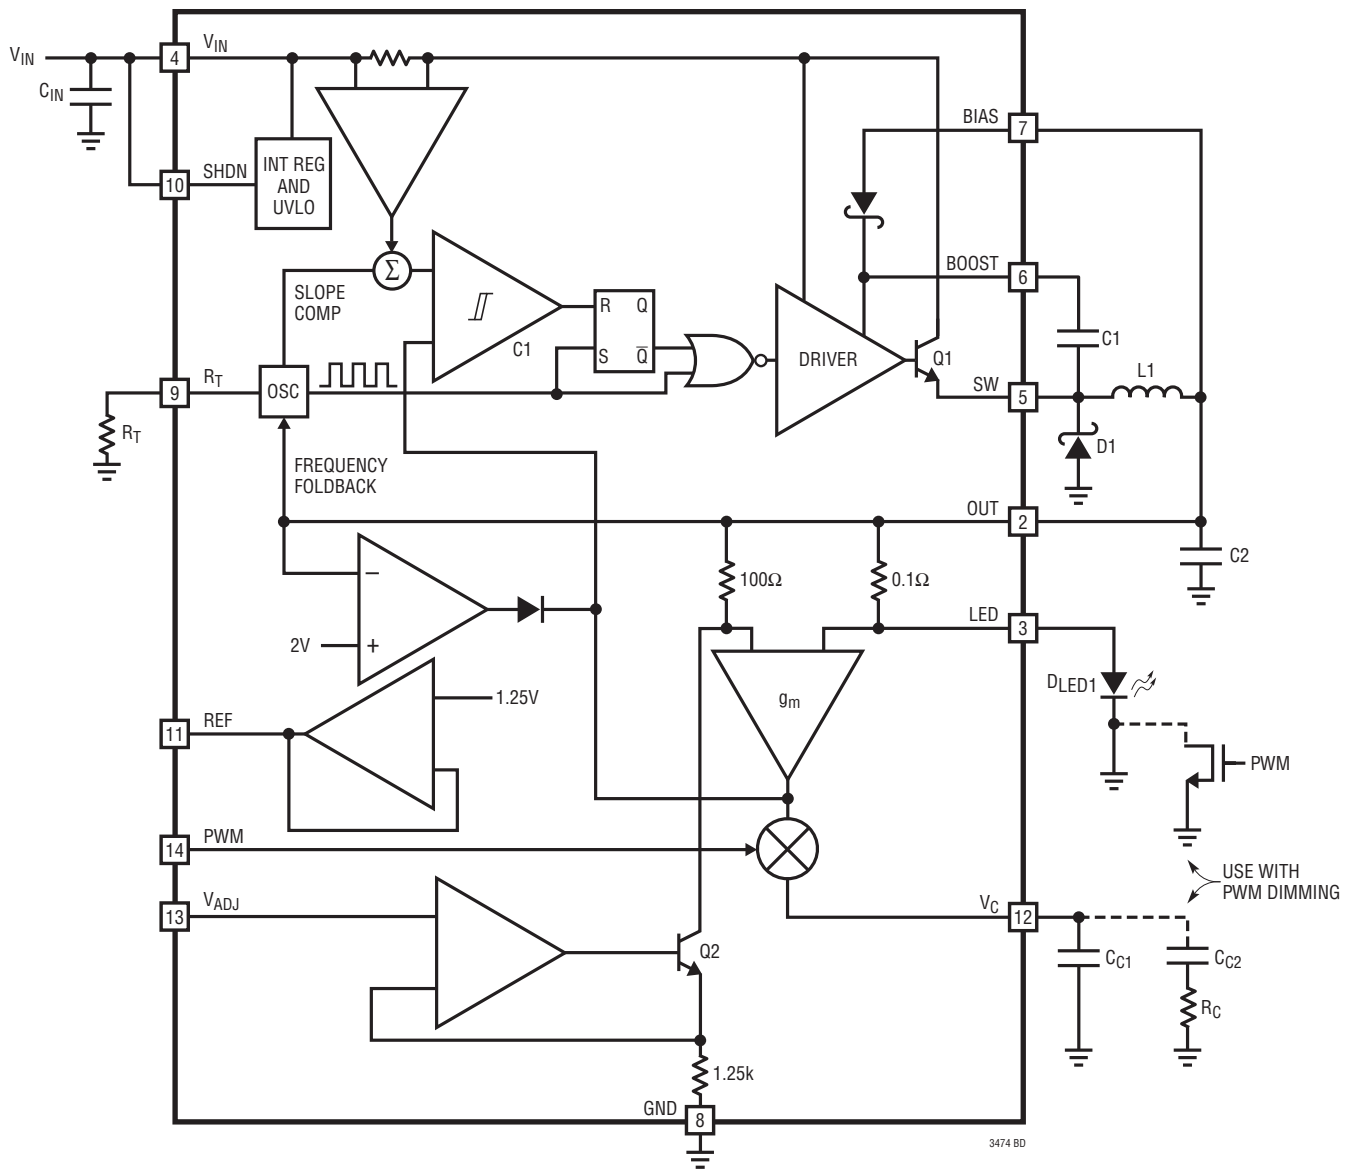 VIN
4
VIN
CIN
BIAS
7
10
SHDN
INT REG
AND
UVLO
Σ
BOOST
6
SLOPE
COMP
R
Q
S
Q̅
C1
DRIVER
Q1
C1
L1
SW
5
9
RT
OSC
RT
D1
FREQUENCY
FOLDBACK
OUT
2
C2
100Ω
0.1Ω
–
2V
+
LED
3
DLED1
gm
1.25V
11
REF
PWM
14
PWM
USE WITH
PWM DIMMING
13
VADJ
VC
12
Q2
CC1
CC2
RC
1.25k
GND
8
3474 BD